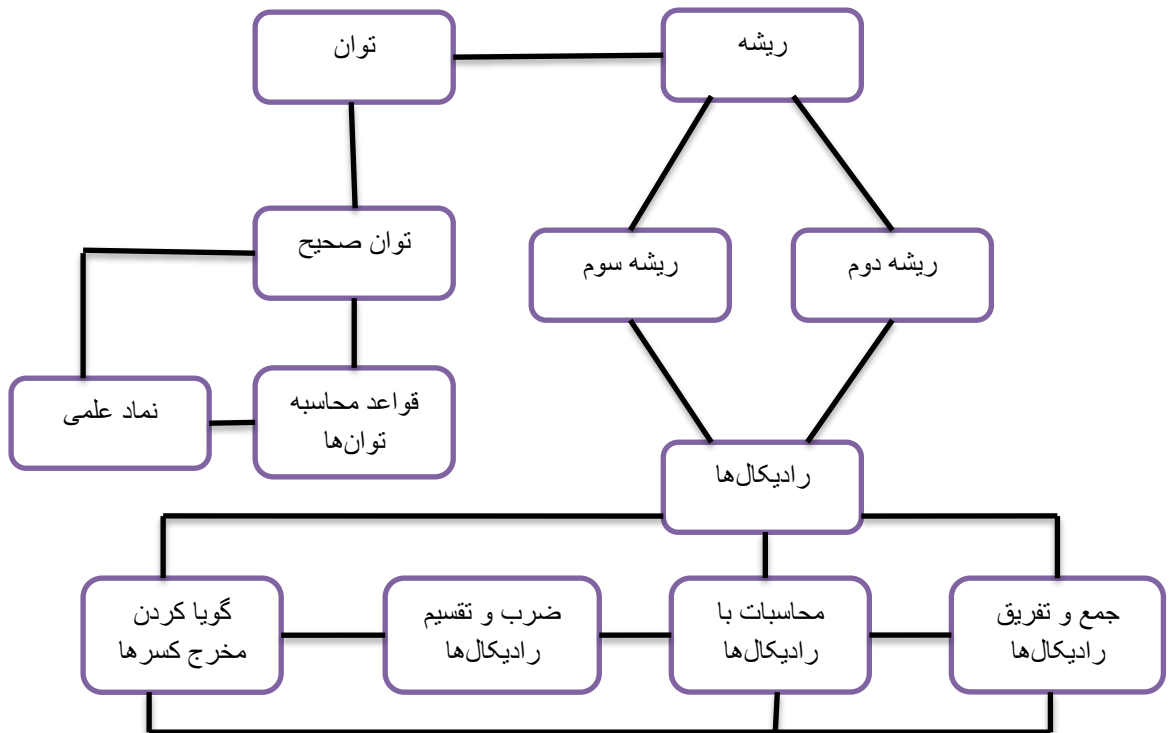 ریشه
توان
توان صحیح
ریشه دوم
ریشه سوم
قواعد محاسبه
توان‌ها
نماد علمی
رادیکال‌ها
جمع و تفریق
رادیکال‌ها
محاسبات با
رادیکال‌ها
ضرب و تقسیم
رادیکال‌ها
گویا کردن
مخرج کسرها